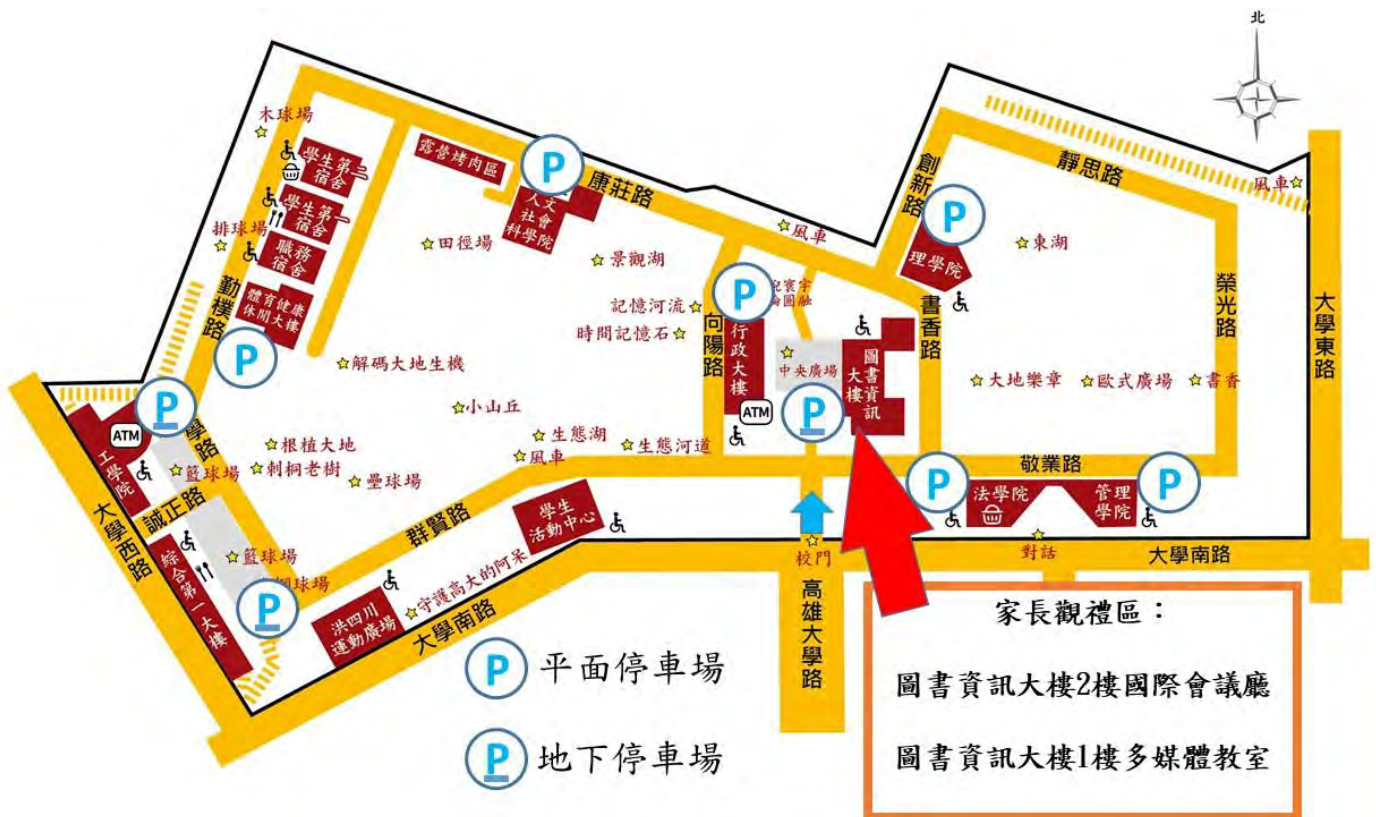 北
木球場
學生第二
宿舍
學生第一
宿舍
排球場
職務
宿舍
體育健康
休閒大樓
勤樸路
露營烤肉區
P
人文
社會
科學院
康莊路
田徑場
景觀湖
風車
創新路
P
理學院
靜思路
風車
東湖
榮光路
大學東路
記憶河流
時間記憶石
向陽路
P
行政大樓
ATM
中央廣場
P
圖書資訊
大樓
書香路
大地樂章
歐式廣場
書香
P
解碼大地生機
小山丘
P
ATM
工學院
學路
籃球場
根植大地
刺桐老樹
壘球場
生態湖
風車
生態河道
敬業路
P
法學院
管理
學院
P
誠正路
大學西路
綜合第一大樓
籃球場
網球場
P
群賢路
學生
活動中心
校門
對話
大學南路
洪四川
運動廣場
守護高大的阿呆
大學南路
高雄大學路
P 平面停車場
P 地下停車場
家長觀禮區:
圖書資訊大樓2樓國際會議廳
圖書資訊大樓1樓多媒體教室